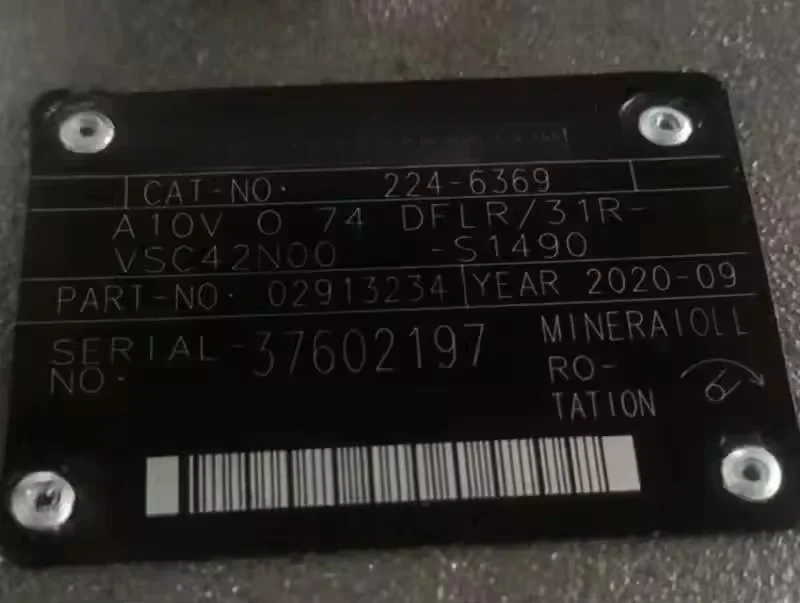 CAT-NO. 224-6369
A10V O 74 DFLR/31R-
VSC42N00 -S1490
PART-NO. 02913234 YEAR 2020-09
SERIAL NO. 37602197
MINERAIOLL
RO-
TATION